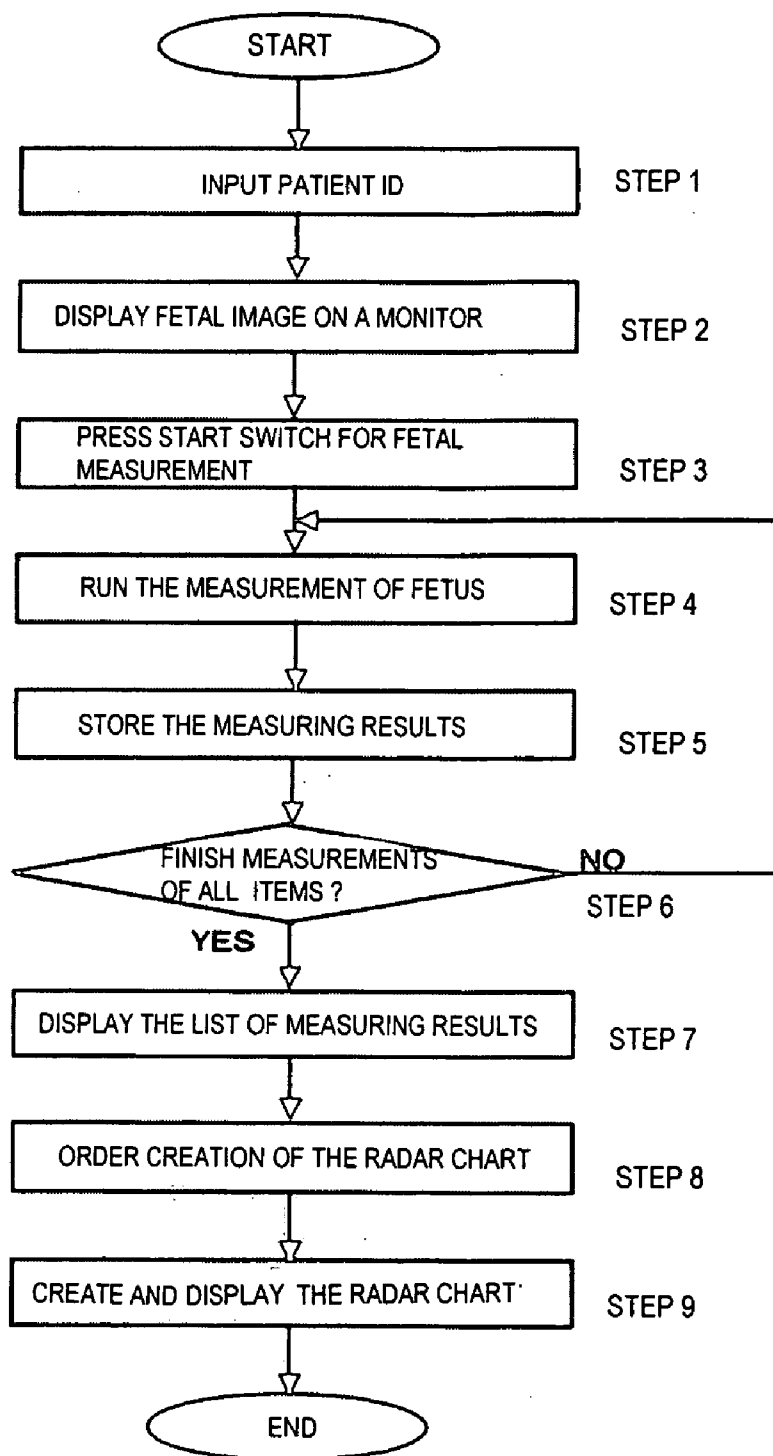 START
INPUT PATIENT ID
STEP 1
DISPLAY FETAL IMAGE ON A MONITOR
STEP 2
PRESS START SWITCH FOR FETAL
MEASUREMENT
STEP 3
RUN THE MEASUREMENT OF FETUS
STEP 4
STORE THE MEASURING RESULTS
STEP 5
FINISH MEASUREMENTS
OF ALL ITEMS ?
NO
STEP 6
YES
DISPLAY THE LIST OF MEASURING RESULTS
STEP 7
ORDER CREATION OF THE RADAR CHART
STEP 8
CREATE AND DISPLAY THE RADAR CHART
STEP 9
END